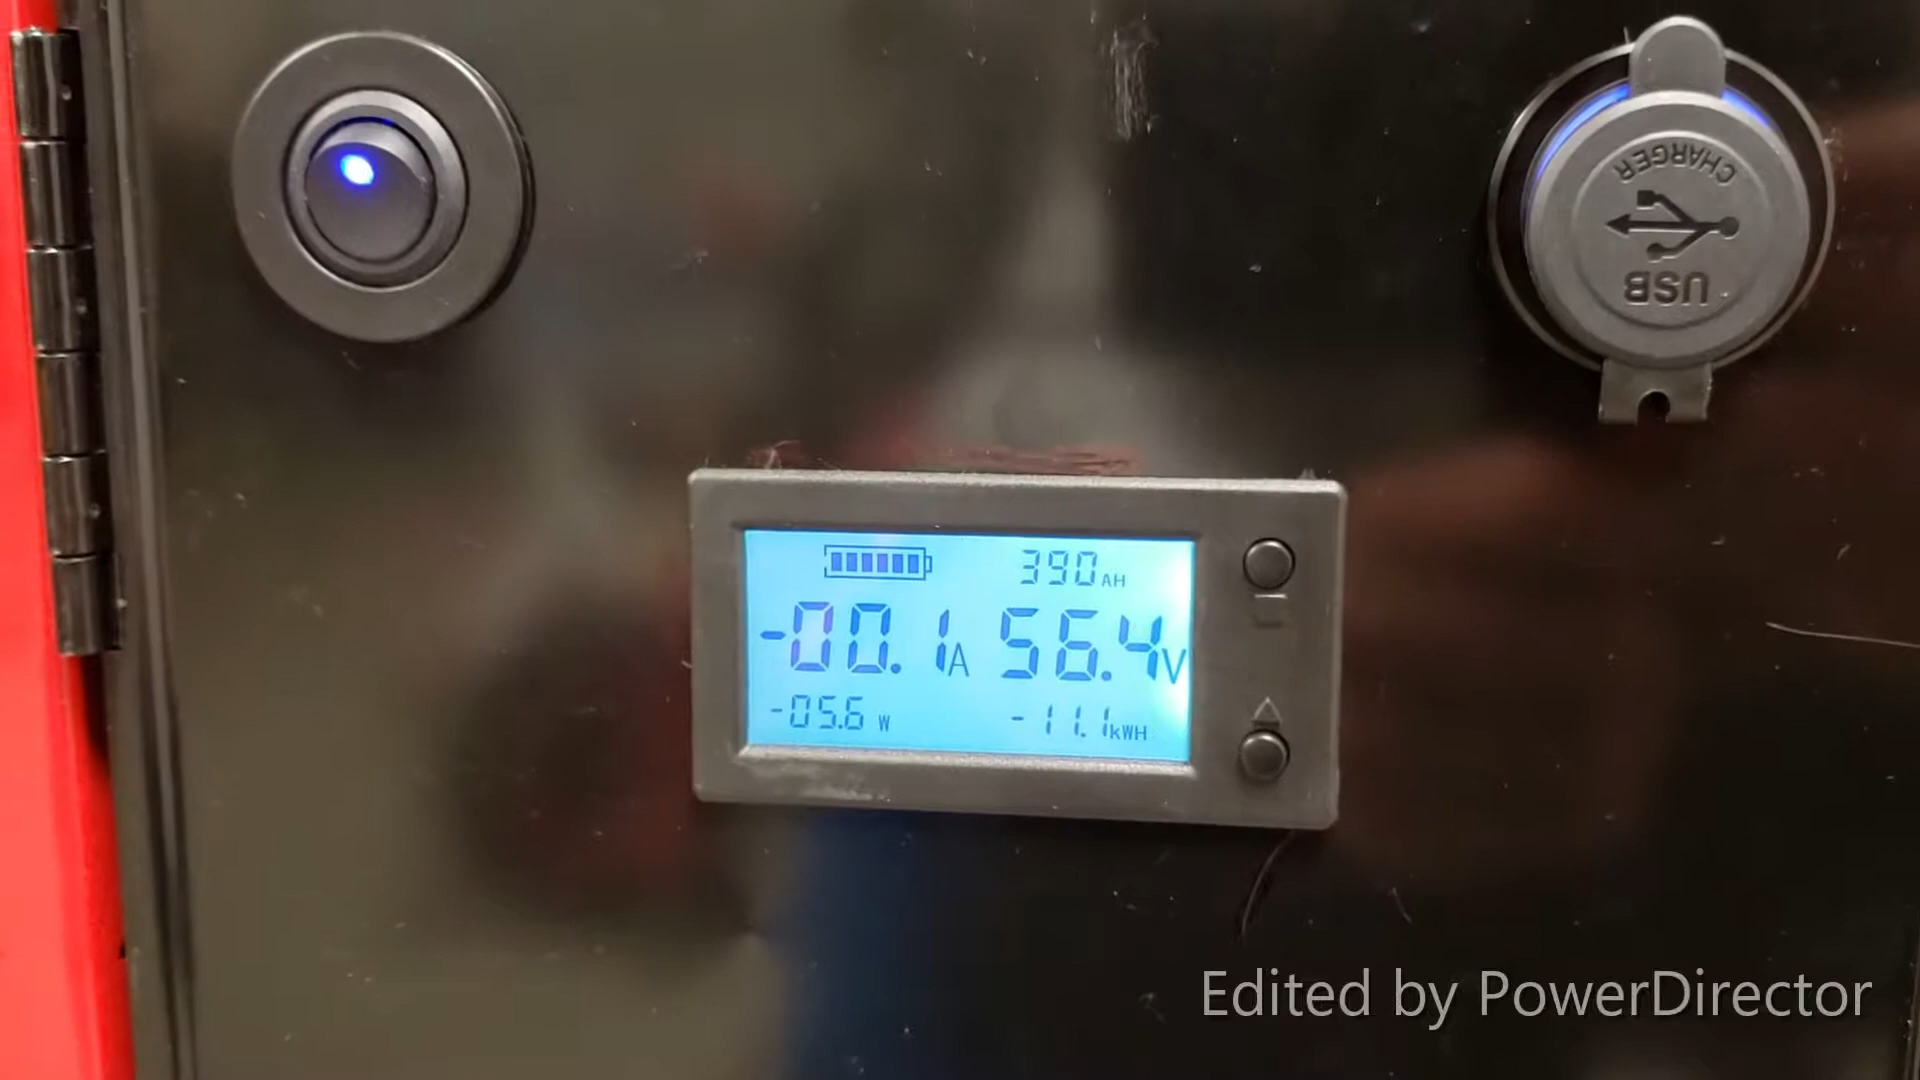 CHARGER
USB
390AH
-00.1A 56.4V
-05.6 W -11.1kWH
Edited by PowerDirector